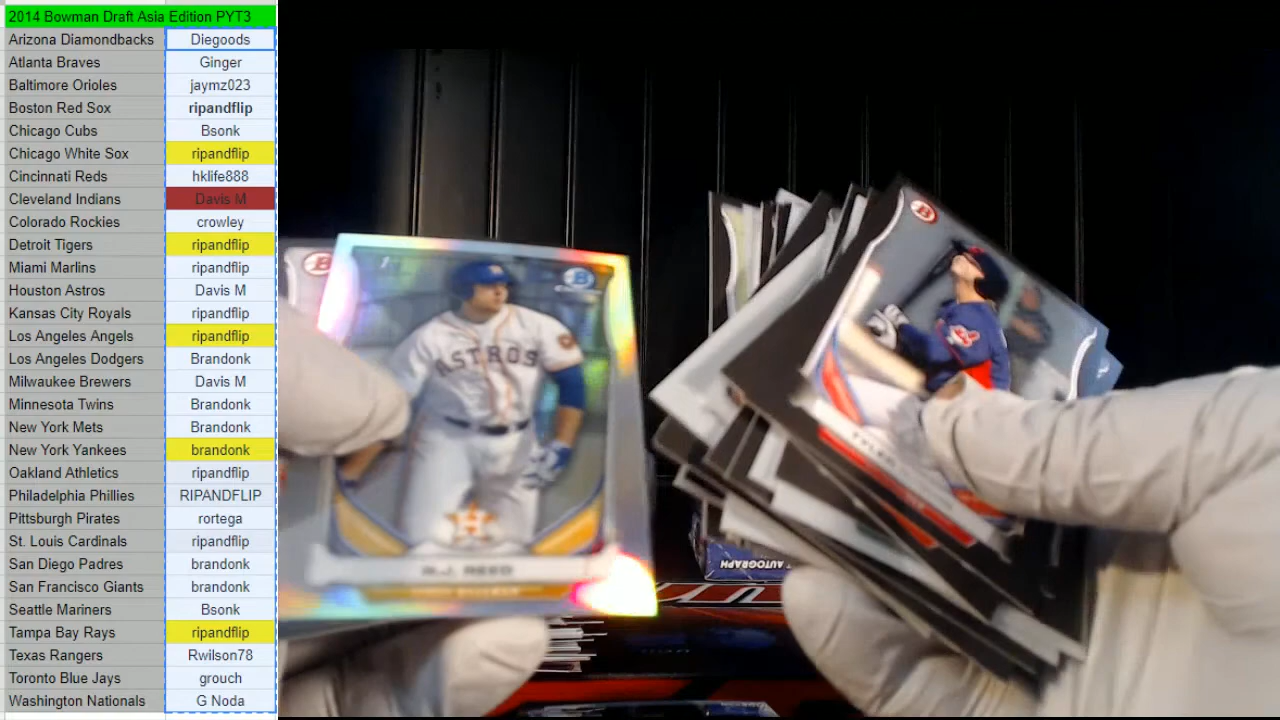 2014 Bowman Draft Asia Edition PYT3
Arizona Diamondbacks Diegoods
Atlanta Braves Ginger
Baltimore Orioles jaymz023
Boston Red Sox ripandflip
Chicago Cubs Bsonk
Chicago White Sox ripandflip
Cincinnati Reds hklife888
Cleveland Indians Davis M
Colorado Rockies crowley
Detroit Tigers ripandflip
Miami Marlins ripandflip
Houston Astros Davis M
Kansas City Royals ripandflip
Los Angeles Angels ripandflip
Los Angeles Dodgers Brandonk
Milwaukee Brewers Davis M
Minnesota Twins Brandonk
New York Mets Brandonk
New York Yankees brandonk
Oakland Athletics ripandflip
Philadelphia Phillies RIPANDFLIP
Pittsburgh Pirates rortega
St. Louis Cardinals ripandflip
San Diego Padres brandonk
San Francisco Giants brandonk
Seattle Mariners Bsonk
Tampa Bay Rays ripandflip
Texas Rangers Rwilson78
Toronto Blue Jays grouch
Washington Nationals G Noda
ASTROS
REED
TYLER
AUTOGRAPH